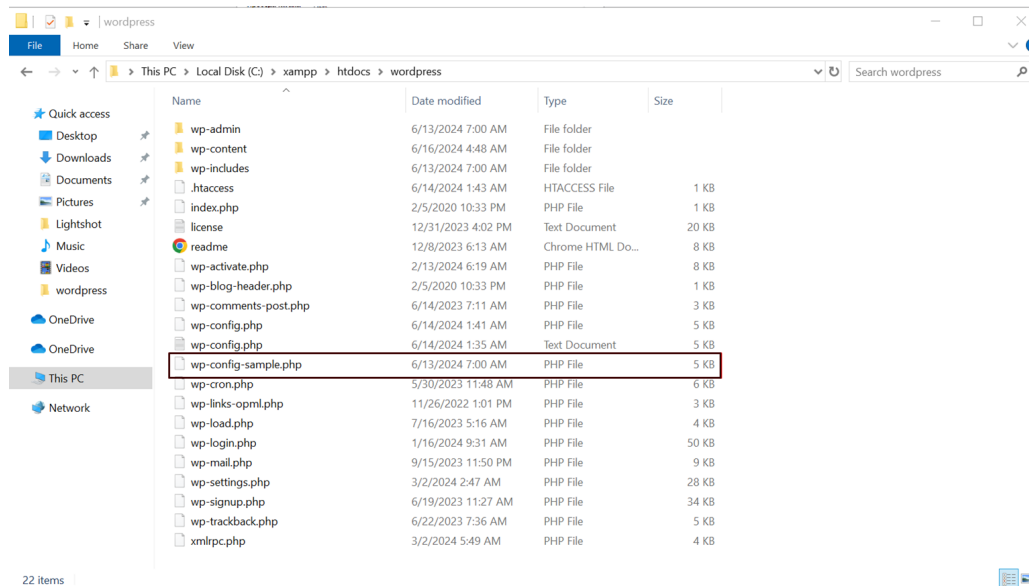 wordpress
File Home Share View
This PC > Local Disk (C:) > xampp > htdocs > wordpress
Search wordpress
Quick access
Desktop
Downloads
Documents
Pictures
Lightshot
Music
Videos
wordpress
OneDrive
OneDrive
This PC
Network
Name Date modified Type Size
wp-admin 6/13/2024 7:00 AM File folder
wp-content 6/16/2024 4:48 AM File folder
wp-includes 6/13/2024 7:00 AM File folder
.htaccess 6/14/2024 1:43 AM HTACCESS File 1 KB
index.php 2/5/2020 10:33 PM PHP File 1 KB
license 12/31/2023 4:02 PM Text Document 20 KB
readme 12/8/2023 6:13 AM Chrome HTML Do... 8 KB
wp-activate.php 2/13/2024 6:19 AM PHP File 8 KB
wp-blog-header.php 2/5/2020 10:33 PM PHP File 1 KB
wp-comments-post.php 6/14/2023 7:11 AM PHP File 3 KB
wp-config.php 6/14/2024 1:41 AM PHP File 5 KB
wp-config.php 6/14/2024 1:35 AM Text Document 5 KB
wp-config-sample.php 6/13/2024 7:00 AM PHP File 5 KB
wp-cron.php 5/30/2023 11:48 AM PHP File 6 KB
wp-links-opml.php 11/26/2022 1:01 PM PHP File 3 KB
wp-load.php 7/16/2023 5:16 AM PHP File 4 KB
wp-login.php 1/16/2024 9:31 AM PHP File 50 KB
wp-mail.php 9/15/2023 11:50 PM PHP File 9 KB
wp-settings.php 3/2/2024 2:47 AM PHP File 28 KB
wp-signup.php 6/19/2023 11:27 AM PHP File 34 KB
wp-trackback.php 6/22/2023 7:36 AM PHP File 5 KB
xmlrpc.php 3/2/2024 5:49 AM PHP File 4 KB
22 items